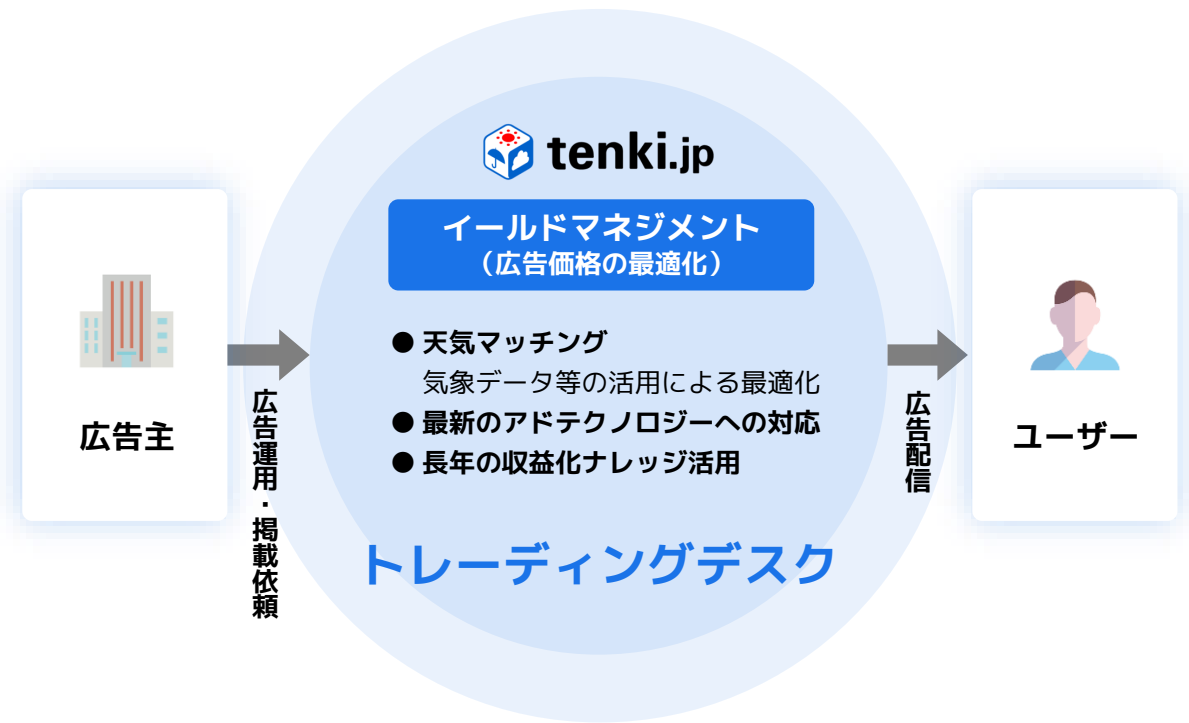 tenki.jp
イールドマネジメント
（広告価格の最適化）
● 天気マッチング
気象データ等の活用による最適化
● 最新のアドテクノロジーへの対応
● 長年の収益化ナレッジ活用
トレーディングデスク
広告主
広告運用・掲載依頼
広告配信
ユーザー